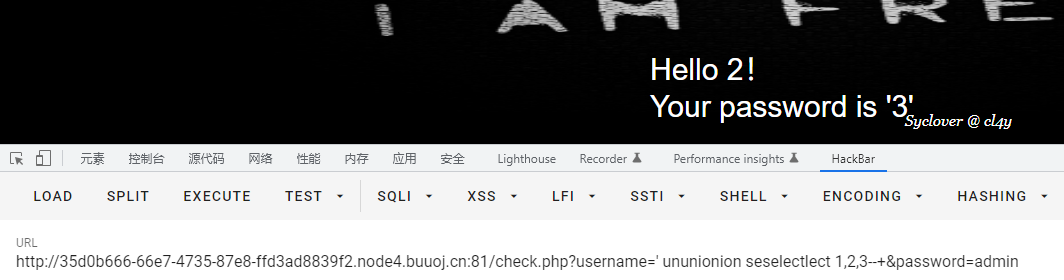 I AM FRE
Hello 2!
Your password is '3'
Syclover @ cl4y
元素 控制台 源代码 网络 性能 内存 应用 安全 Lighthouse Recorder Performance insights HackBar
LOAD SPLIT EXECUTE TEST SQLI XSS LFI SSTI SHELL ENCODING HASHING
URL
http://35d0b666-66e7-4735-87e8-ffd3ad8839f2.node4.buuoj.cn:81/check.php?username=' ununionion seselectlect 1,2,3--+&password=admin